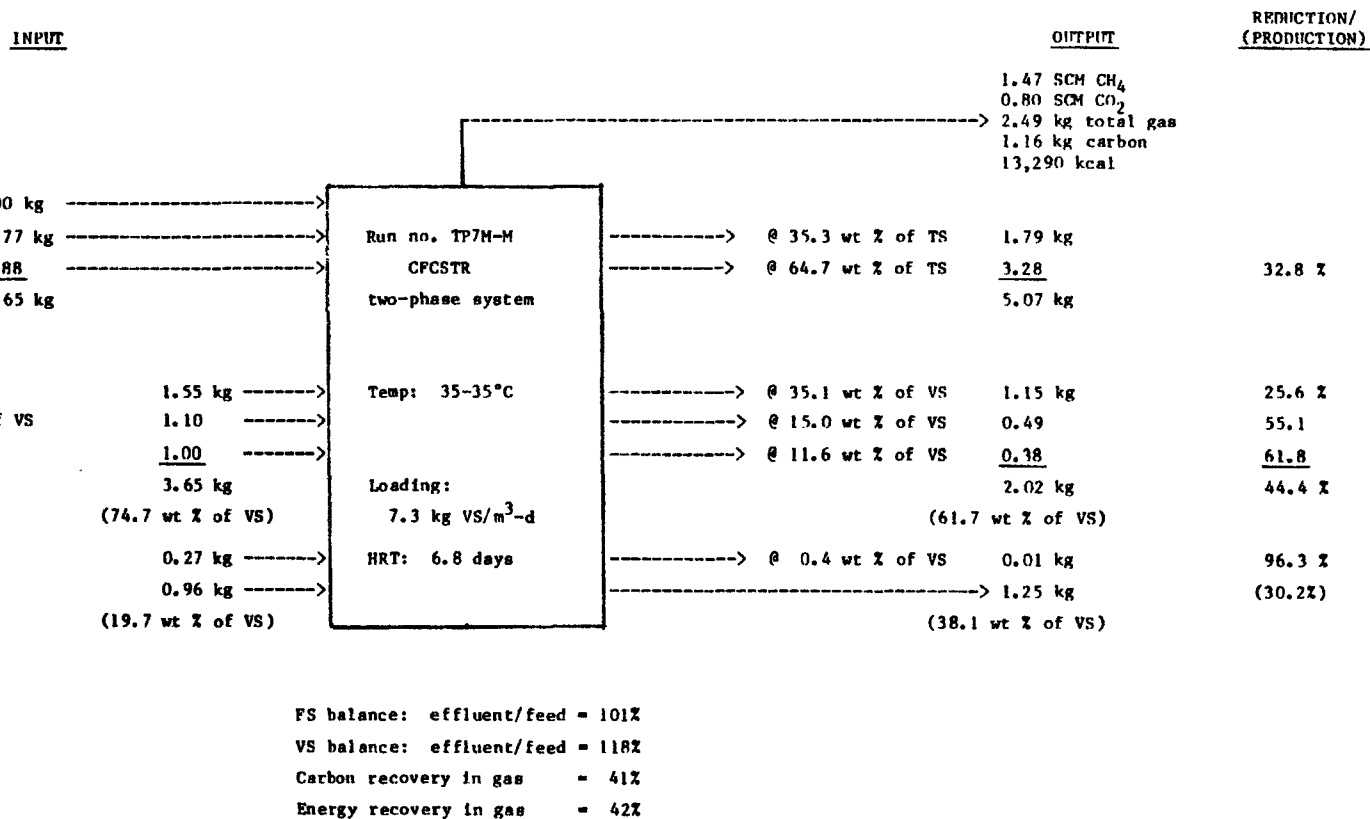 INPUT OUTPUT REDUCTION/
(PRODUCTION)
1.47 SCM CH4
0.80 SCM CO2
2.49 kg total gas
1.16 kg carbon
13,290 kcal
0 kg
77 kg Run no. TP7M-M @ 35.3 wt % of TS 1.79 kg
88 CFCSTR @ 64.7 wt % of TS 3.28 32.8 %
65 kg two-phase system 5.07 kg
1.55 kg Temp: 35-35°C @ 35.1 wt % of VS 1.15 kg 25.6 %
VS 1.10 @ 15.0 wt % of VS 0.49 55.1
1.00 @ 11.6 wt % of VS 0.38 61.8
3.65 kg Loading: 2.02 kg 44.4 %
(74.7 wt % of VS) 7.3 kg VS/m3-d (61.7 wt % of VS)
0.27 kg HRT: 6.8 days @ 0.4 wt % of VS 0.01 kg 96.3 %
0.96 kg 1.25 kg (30.2%)
(19.7 wt % of VS) (38.1 wt % of VS)
FS balance: effluent/feed = 101%
VS balance: effluent/feed = 118%
Carbon recovery in gas = 41%
Energy recovery in gas = 42%